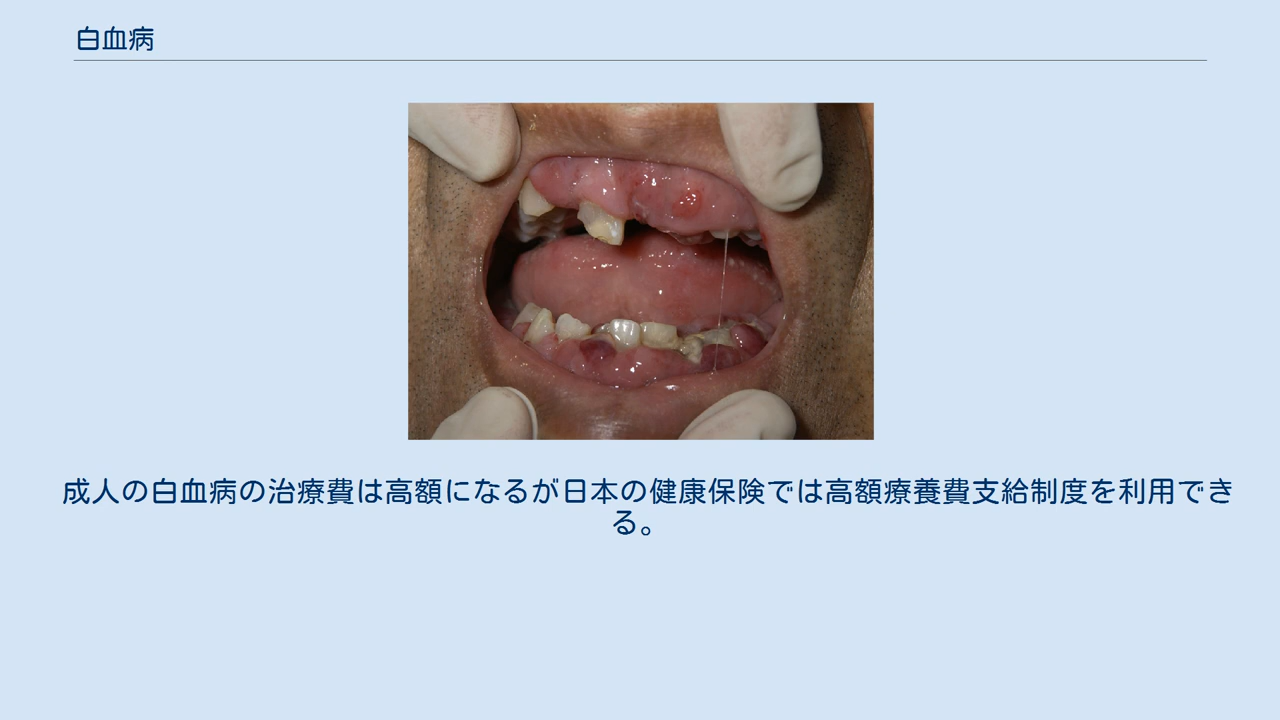 白血病
成人の白血病の治療費は高額になるが日本の健康保険では高額療養費支給制度を利用でき
る。